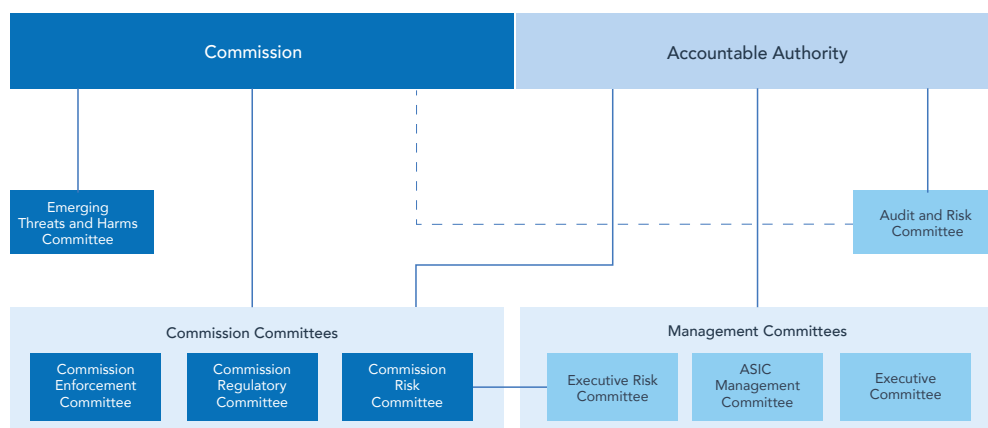 Commission
Accountable Authority
Emerging
Threats and Harms
Committee
Audit and Risk
Committee
Commission Committees
Commission
Enforcement
Committee
Commission
Regulatory
Committee
Commission
Risk
Committee
Management Committees
Executive Risk
Committee
ASIC
Management
Committee
Executive
Committee